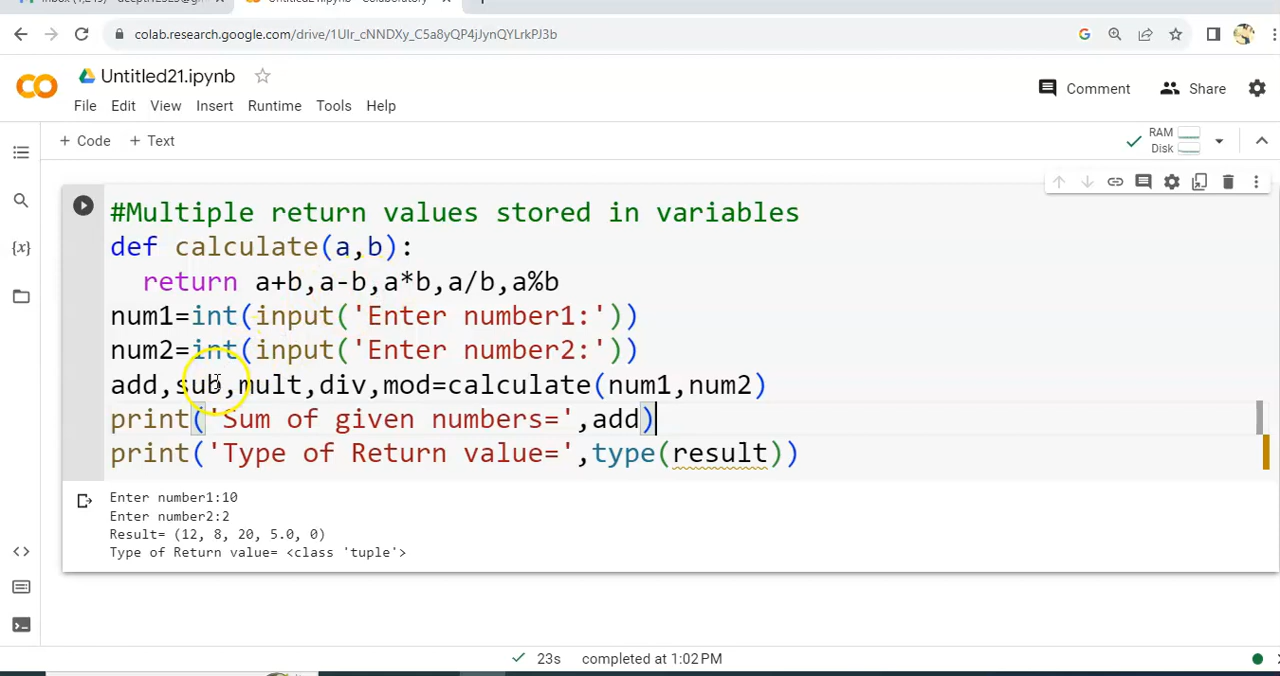 colab.research.google.com/drive/1UIr_cNNDXy_C5a8yQP4jJynQYLrkPJ3b
Untitled21.ipynb
Comment
Share
File Edit View Insert Runtime Tools Help
+ Code + Text
RAM
Disk
#Multiple return values stored in variables
def calculate(a,b):
return a+b,a-b,a*b,a/b,a%b
num1=int(input('Enter number1:'))
num2=int(input('Enter number2:'))
add,sub,mult,div,mod=calculate(num1,num2)
print('Sum of given numbers=',add)
print('Type of Return value=',type(result))
Enter number1:10
Enter number2:2
Result= (12, 8, 20, 5.0, 0)
Type of Return value= <class 'tuple'>
23s completed at 1:02 PM